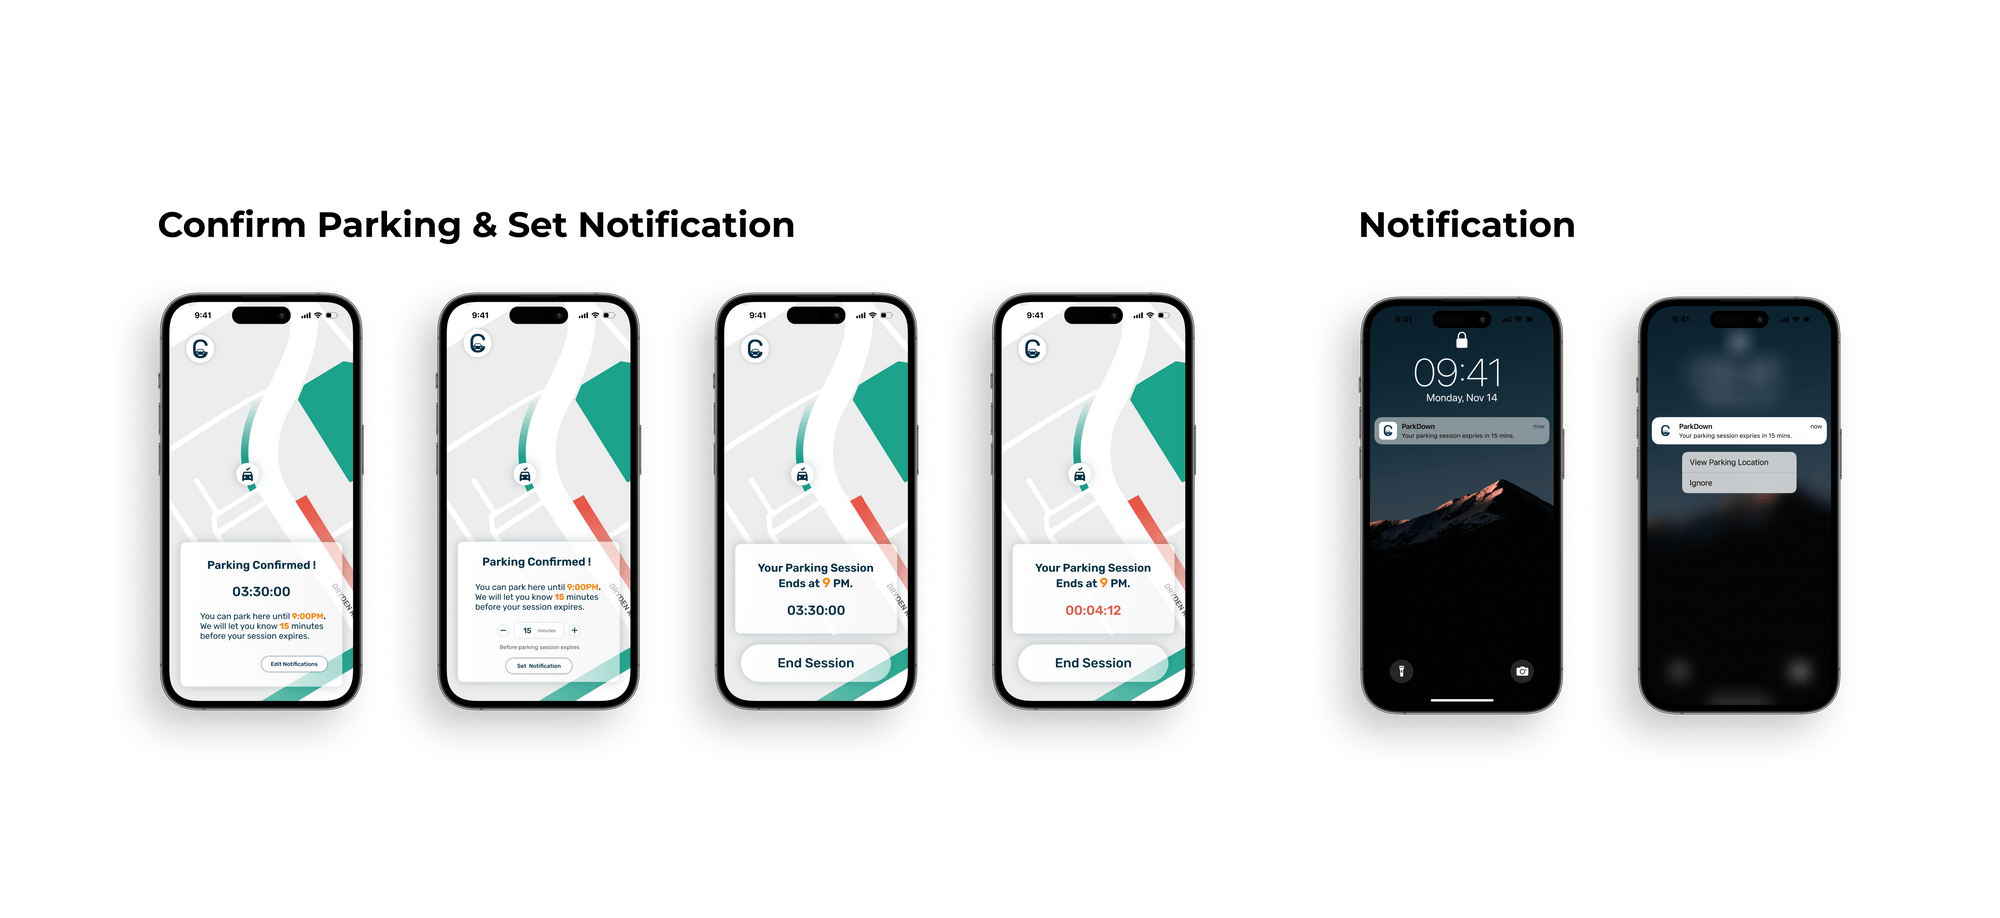 Confirm Parking & Set Notification
Notification
9:41
Parking Confirmed !
03:30:00
You can park here until 9:00PM.
We will let you know 15 minutes
before your session expires.
Edit Notifications
9:41
Parking Confirmed !
You can park here until 9:00PM.
We will let you know 15 minutes
before your session expires.
− 15 minutes +
Before parking session expires
Set Notification
9:41
Your Parking Session
Ends at 9 PM.
03:30:00
End Session
9:41
Your Parking Session
Ends at 9 PM.
00:04:12
End Session
9:41
09:41
Monday, Nov 14
ParkDown
now
Your parking session expries in 15 mins.
9:41
ParkDown
now
Your parking session expries in 15 mins.
View Parking Location
Ignore